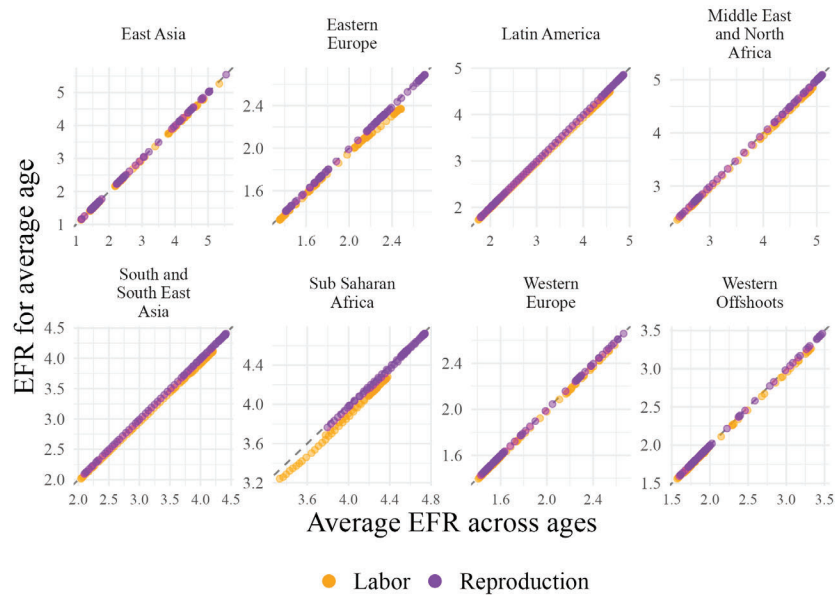 East Asia
Eastern
Europe
Latin America
Middle East
and North
Africa
5
4
3
2
1
1 2 3 4 5
2.4
2.0
1.6
1.6 2.0 2.4
5
4
3
2
2 3 4 5
5
4
3
3 4 5
EFR for average age
South and
South East
Asia
Sub Saharan
Africa
Western
Europe
Western
Offshoots
4.5
4.0
3.5
3.0
2.5
2.0
2.0 2.5 3.0 3.5 4.0 4.5
4.4
4.0
3.6
3.2
3.6 4.0 4.4 4.8
2.4
2.0
1.6
1.6 2.0 2.4
3.5
3.0
2.5
2.0
1.5
1.5 2.0 2.5 3.0 3.5
Average EFR across ages
Labor Reproduction